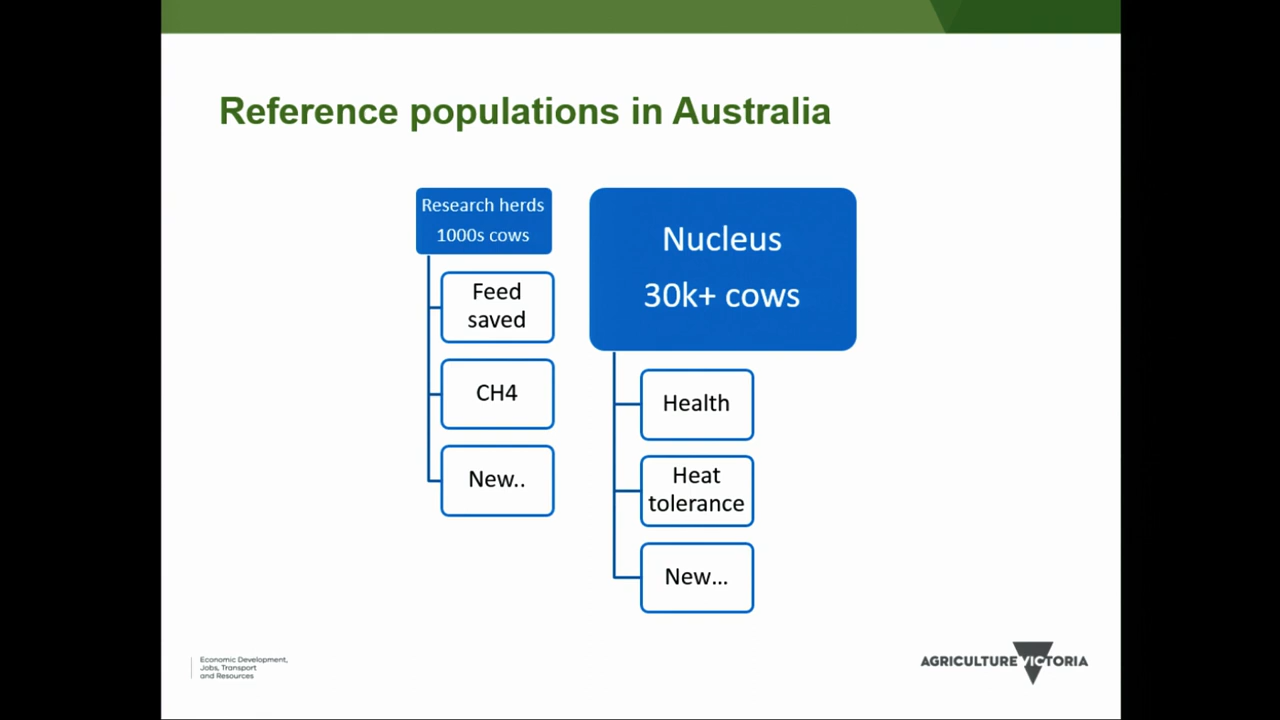 Reference populations in Australia
Research herds
1000s cows
Feed
saved
CH4
New..
Nucleus
30k+ cows
Health
Heat
tolerance
New...
Economic Development,
Jobs, Transport
and Resources
AGRICULTURE VICTORIA